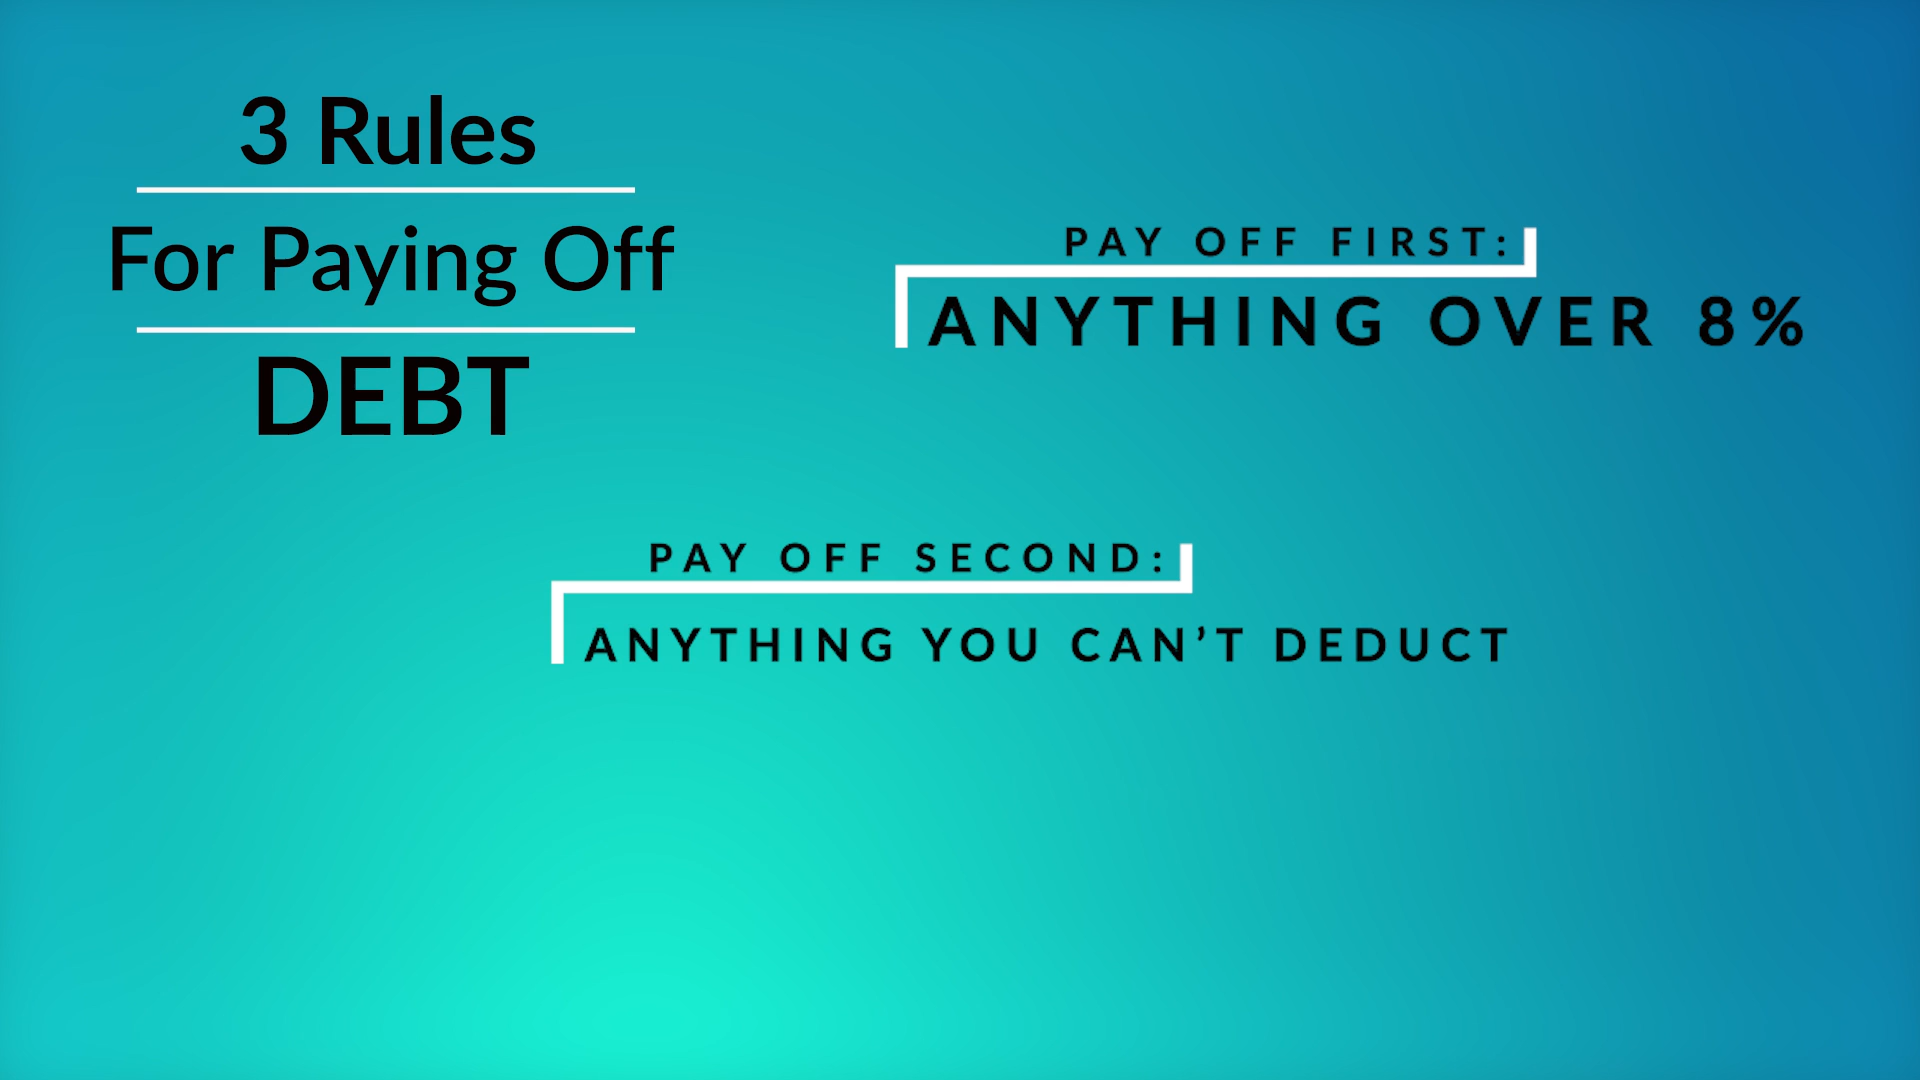 3 Rules
For Paying Off
DEBT
PAY OFF FIRST:
ANYTHING OVER 8%
PAY OFF SECOND:
ANYTHING YOU CAN’T DEDUCT